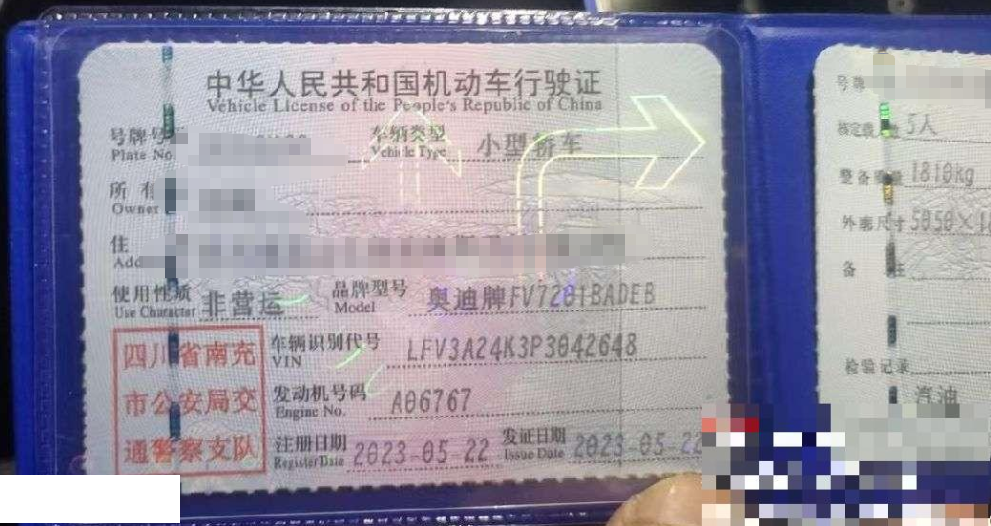 中华人民共和国机动车行驶证
Vehicle License of the People's Republic of China
号牌号
Plate No.
车辆类型
Vehicle Type
小型轿车
所有
Owner
住
Add
使用性质
Use Character
非营运
品牌型号
Model
奥迪牌FV7201BADEB
四川省南充
市公安局交
通警察支队
车辆识别代号
VIN
LFV3A24K3P3042648
发动机号码
Engine No.
A06767
注册日期
Register Date
2023-05-22
发证日期
Issue Date
2023-05-22
号牌
核定载 数 5人
整备质量 1810kg
外廓尺寸 5050×18
备 注
检验记录
汽油